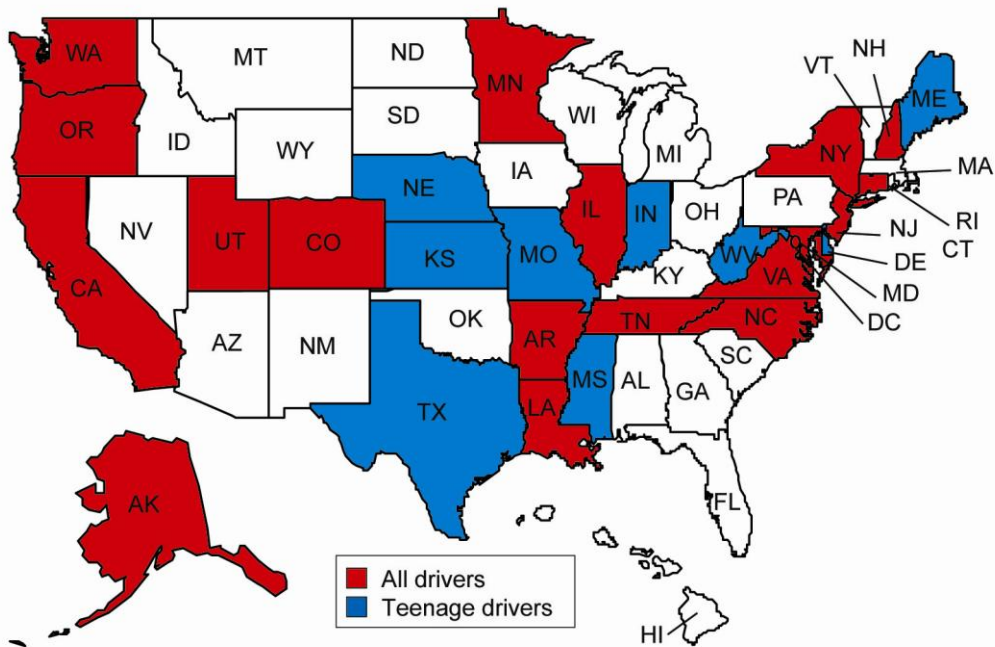 WA
MT
ND
MN
VT
NH
ME
OR
ID
SD
WI
MI
NY
WY
IA
MA
NE
PA
RI
NV
UT
CO
IL
IN
OH
NJ
CT
KS
MO
WV
DE
CA
KY
VA
MD
OK
TN
NC
DC
AZ
NM
AR
SC
MS
AL
GA
TX
LA
FL
AK
All drivers
Teenage drivers
HI